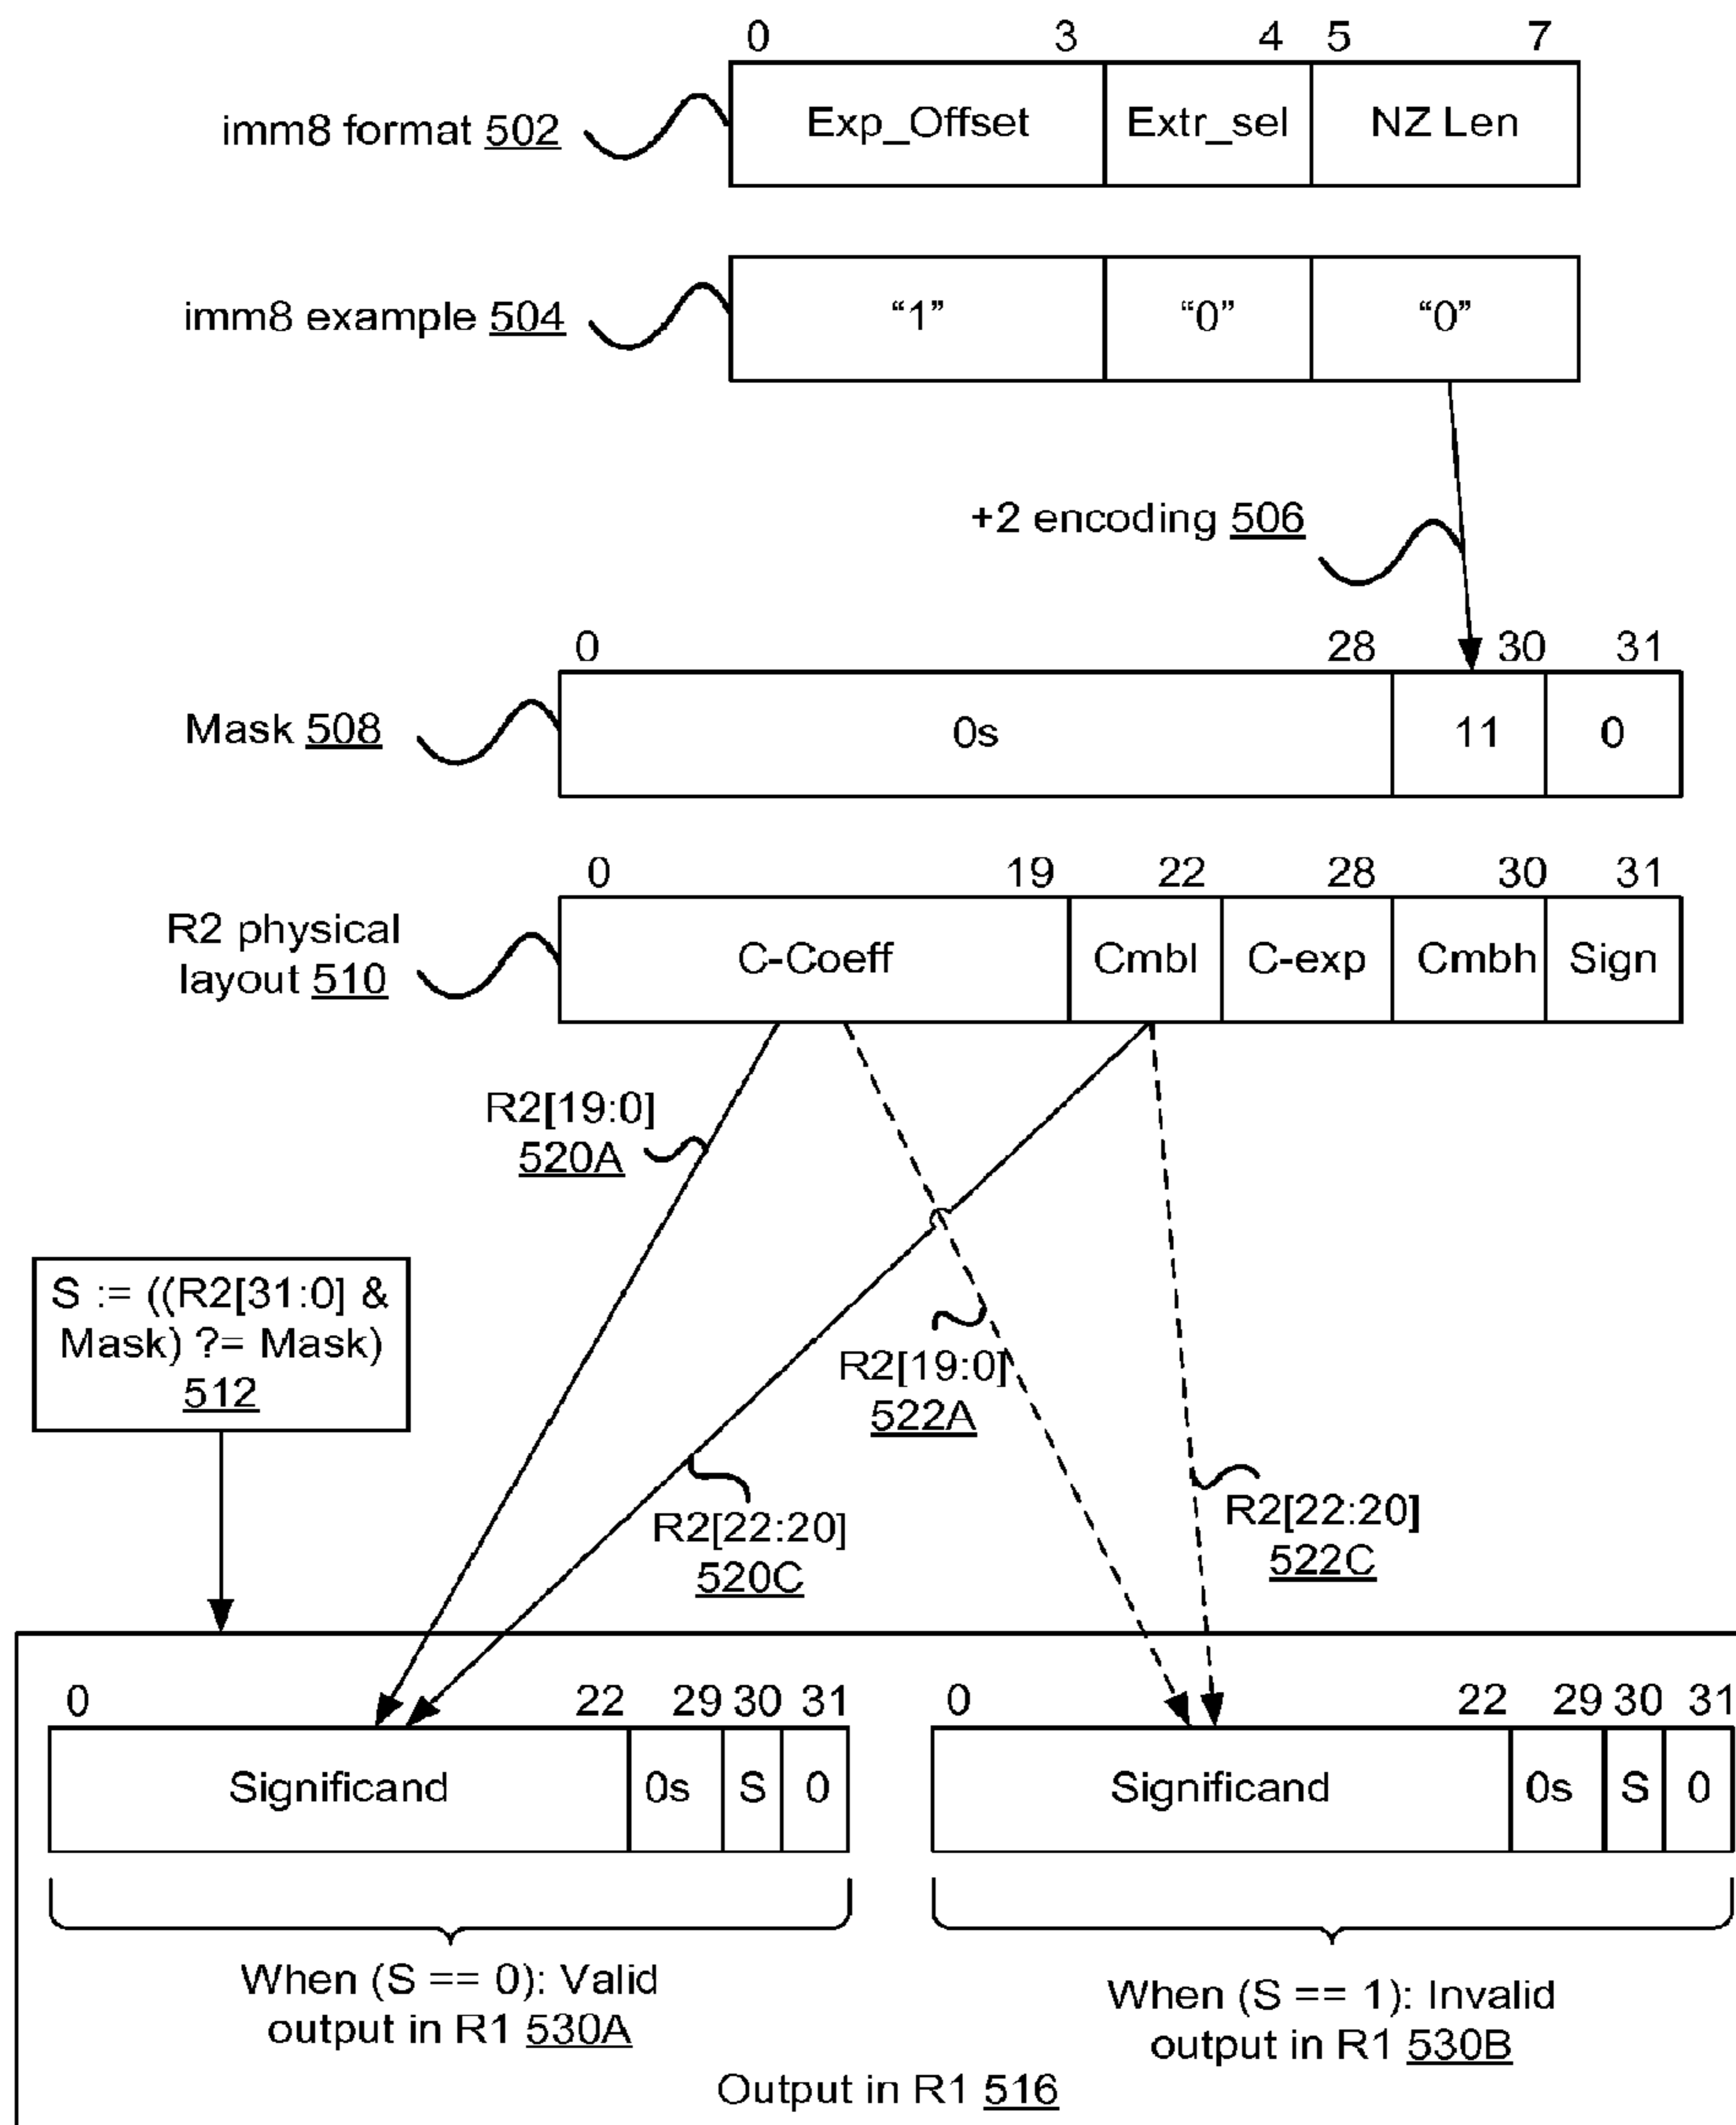 0 3 4 5 7
imm8 format 502
Exp_Offset Extr_sel NZ Len
imm8 example 504
“1” “0” “0”
+2 encoding 506
0 28 30 31
Mask 508
0s 11 0
0 19 22 28 30 31
R2 physical
layout 510
C-Coeff Cmbl C-exp Cmbh Sign
R2[19:0]
520A
S := ((R2[31:0] &
Mask) ?= Mask)
512
R2[19:0]
522A
R2[22:20]
520C
R2[22:20]
522C
0 22 29 30 31
Significand 0s S 0
0 22 29 30 31
Significand 0s S 0
When (S == 0): Valid
output in R1 530A
When (S == 1): Invalid
output in R1 530B
Output in R1 516